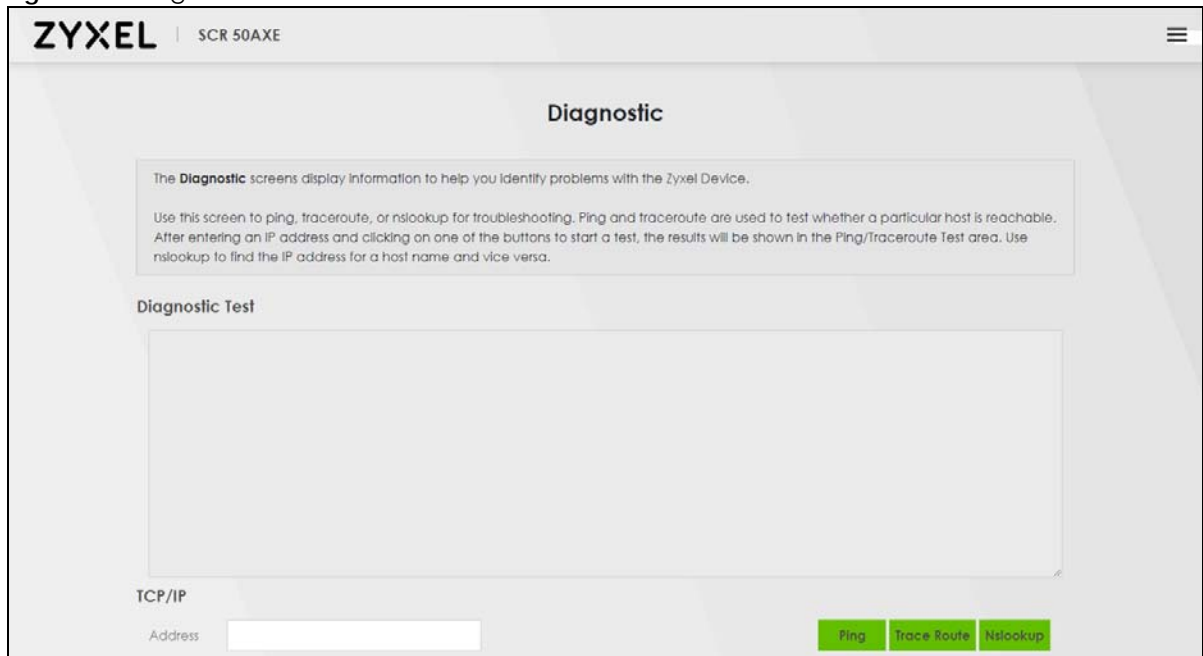 ZYXEL SCR 50AXE
Diagnostic
The Diagnostic screens display information to help you identify problems with the Zyxel Device.
Use this screen to ping, traceroute, or nslookup for troubleshooting. Ping and traceroute are used to test whether a particular host is reachable.
After entering an IP address and clicking on one of the buttons to start a test, the results will be shown in the Ping/Traceroute Test area. Use
nslookup to find the IP address for a host name and vice versa.
Diagnostic Test
TCP/IP
Address Ping Trace Route Nslookup